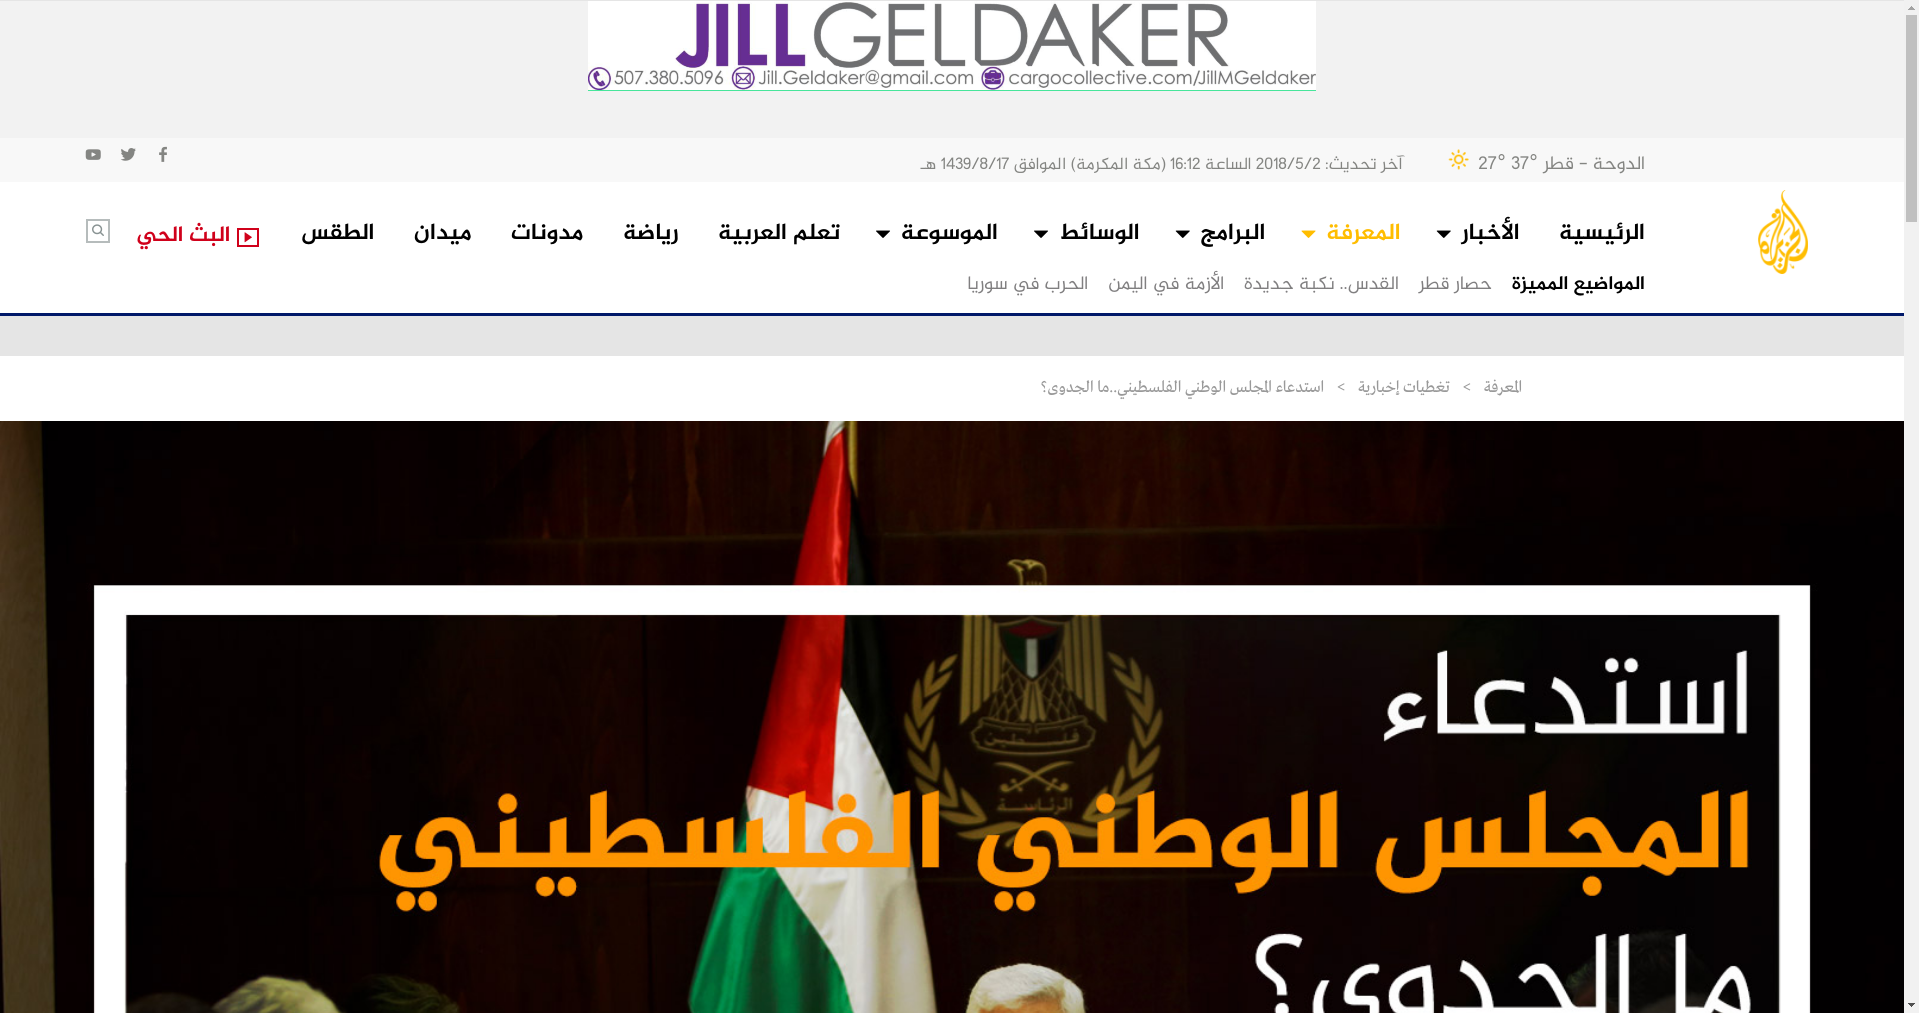 JILLGELDAKER
507.380.5096 Jill.Geldaker@gmail.com cargocollective.com/JillMGeldaker
الدوحة - قطر 37° 27°
آخر تحديث: 2018/5/2 الساعة 16:12 (مكة المكرمة) الموافق 1439/8/17 هـ
الجزيرة
الرئيسية الأخبار المعرفة البرامج الوسائط الموسوعة تعلم العربية رياضة مدونات ميدان الطقس البث الحي
المواضيع المميزة حصار قطر القدس.. نكبة جديدة الأزمة في اليمن الحرب في سوريا
المعرفة > تغطيات إخبارية > استدعاء المجلس الوطني الفلسطيني..ما الجدوى؟
استدعاء
فلسطين
الرئاسة
المجلس الوطني الفلسطيني
ما الجدوى؟